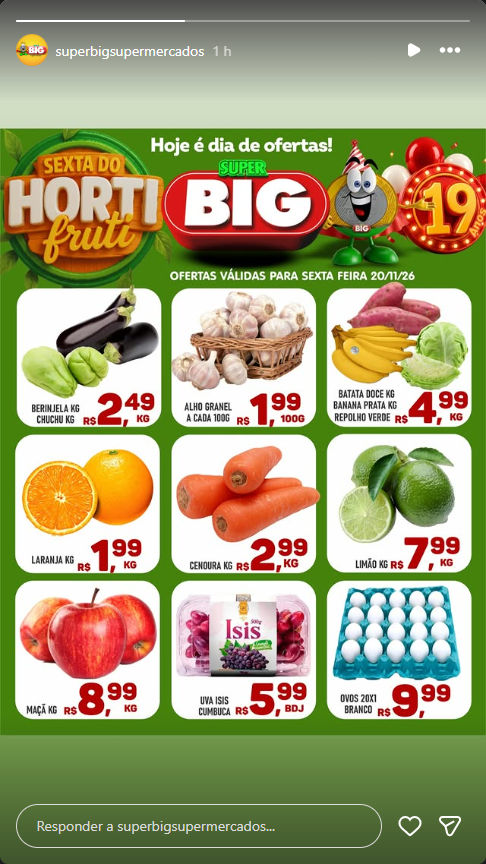 superbigsupermercados 1 h
Hoje é dia de ofertas!
SEXTA DO
HORTI
fruti
SUPER
BIG
BIG
19
Anos
OFERTAS VÁLIDAS PARA SEXTA FEIRA 20/11/26
BERINJELA KG
CHUCHU KG
R$ 2,49 KG
ALHO GRANEL
A CADA 100G
R$ 1,99 100G
BATATA DOCE KG
BANANA PRATA KG
REPOLHO VERDE
R$ 4,99 KG
LARANJA KG
R$ 1,99 KG
CENOURA KG
R$ 2,99 KG
LIMÃO KG
R$ 7,99 KG
MAÇÃ KG
R$ 8,99 KG
500g
Isis
UVA ISIS
CUMBUCA
R$ 5,99 BDJ
OVOS 20X1
BRANCO
R$ 9,99
Responder a superbigsupermercados...